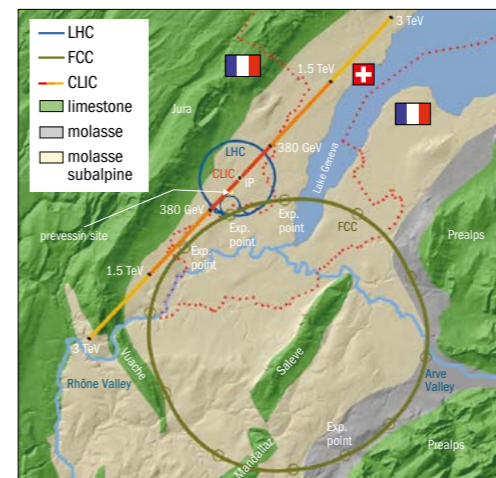 LHC
FCC
CLIC
limestone
molasse
molasse
subalpine
3 TeV
1.5 TeV
Jura
380 GeV
LHC
CLIC
IP
Lake Geneva
380 GeV
prevessin site
Exp.
point
Exp.
point
FCC
Prealps
Exp.
point
1.5 TeV
3 TeV
Vuache
Rhône Valley
Saleve
Arve
Valley
Exp.
point
Mandallaz
Prealps